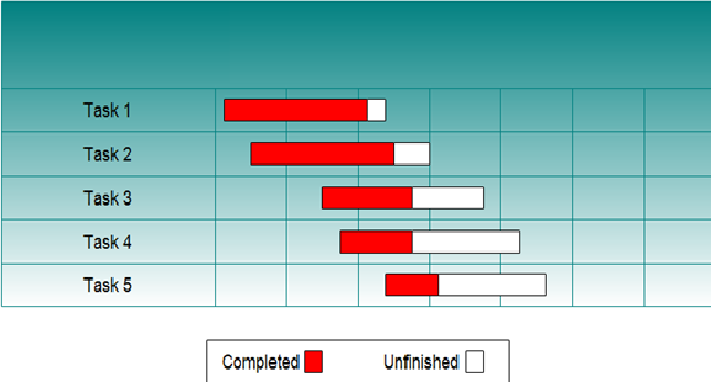 Task 1
Task 2
Task 3
Task 4
Task 5
Completed Unfinished